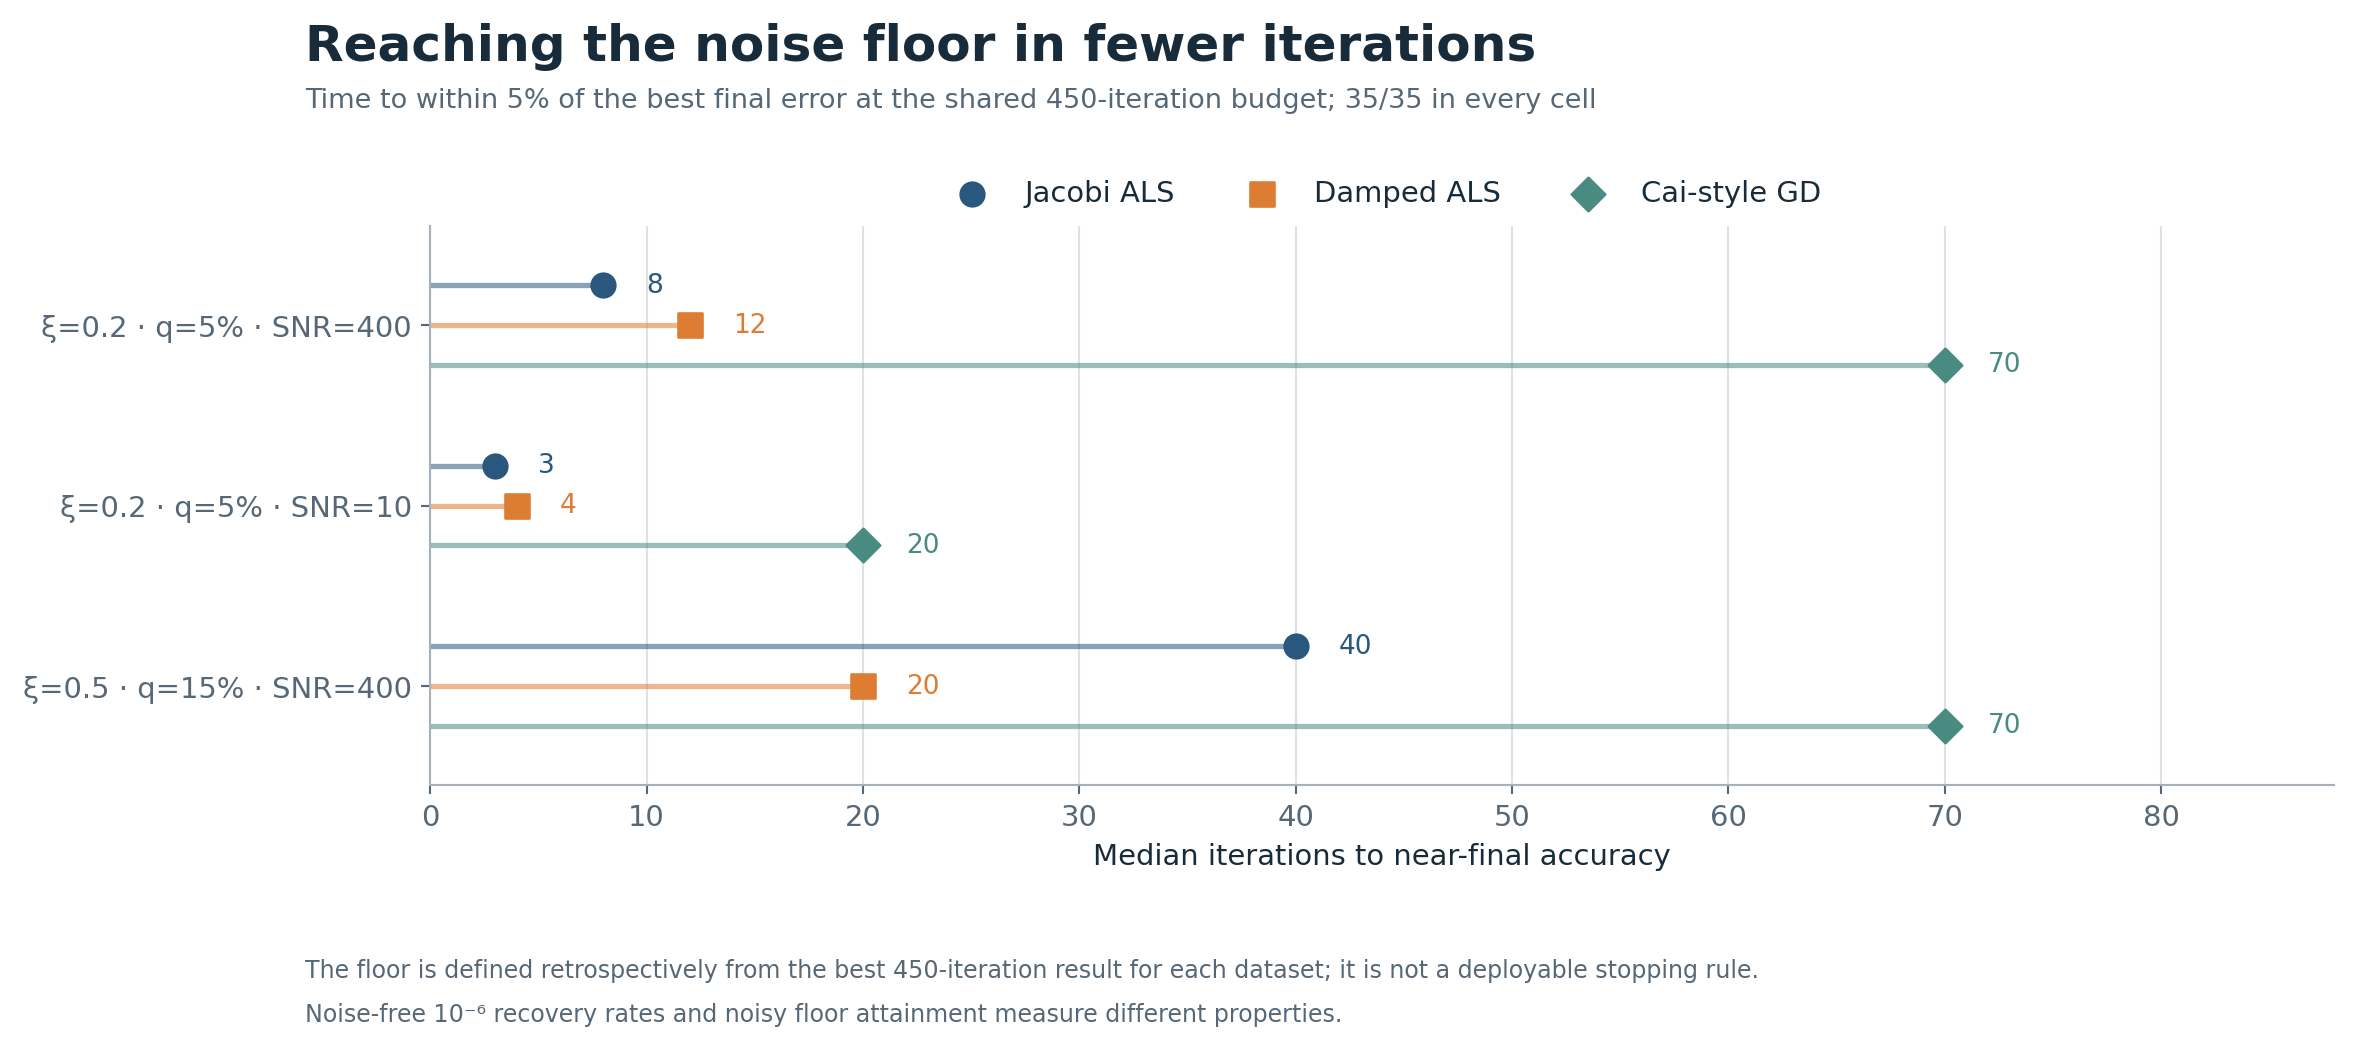 Reaching the noise floor in fewer iterations
Time to within 5% of the best final error at the shared 450-iteration budget; 35/35 in every cell
Jacobi ALS
Damped ALS
Cai-style GD
ξ=0.2 · q=5% · SNR=400
8
12
70
ξ=0.2 · q=5% · SNR=10
3
4
20
ξ=0.5 · q=15% · SNR=400
40
20
70
0 10 20 30 40 50 60 70 80
Median iterations to near-final accuracy
The floor is defined retrospectively from the best 450-iteration result for each dataset; it is not a deployable stopping rule.
Noise-free 10⁻⁶ recovery rates and noisy floor attainment measure different properties.